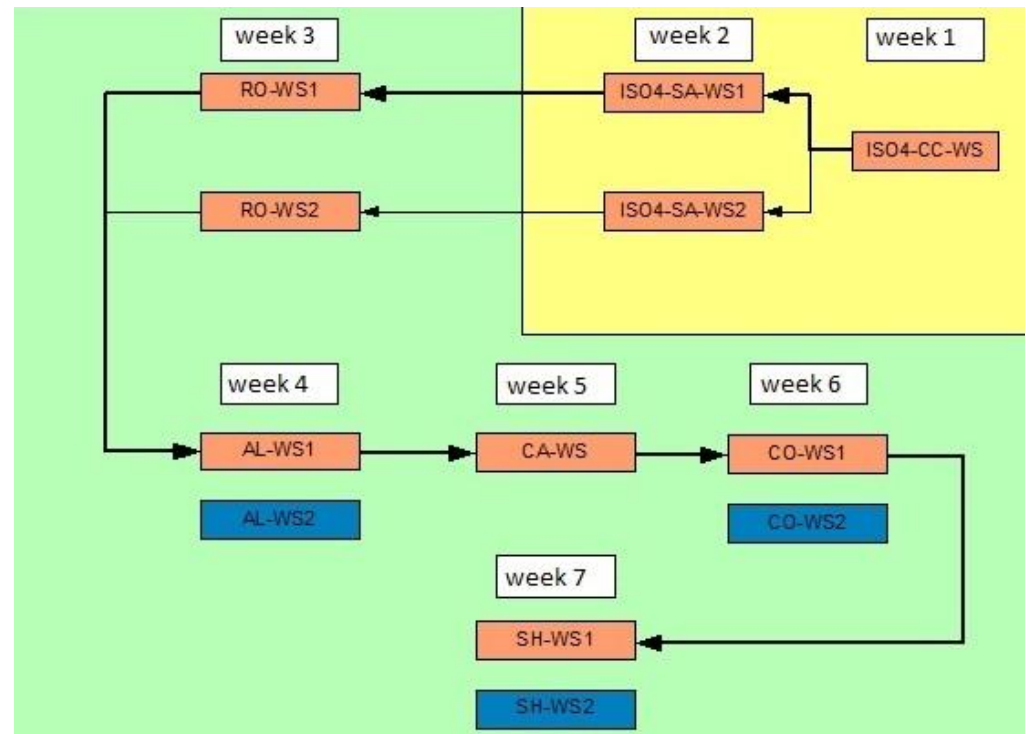 week 3
week 2
week 1
RO-WS1
ISO4-SA-WS1
ISO4-CC-WS
RO-WS2
ISO4-SA-WS2
week 4
week 5
week 6
AL-WS1
CA-WS
CO-WS1
AL-WS2
CO-WS2
week 7
SH-WS1
SH-WS2